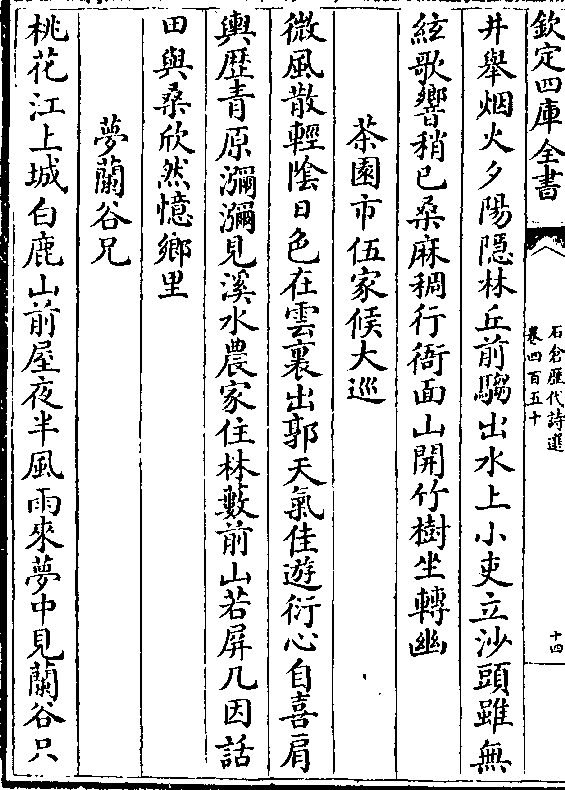 欽定四庫全書
石倉歷代詩選
卷四百五十
十四
井舉烟火夕陽隱林丘前騶出水上小吏立沙頭雖無
絃歌響稍已桑麻稠行衙面山開竹樹坐轉幽
茶園市伍家候大巡
微風散輕陰日色在雲裏出郭天氣佳遊衍心自喜肩
輿歷青原瀰瀰見溪水農家住林藪前山若屏几因話
田與桑欣然憶鄉里
夢蘭谷兄
桃花江上城白鹿山前屋夜半風雨來夢中見蘭谷只